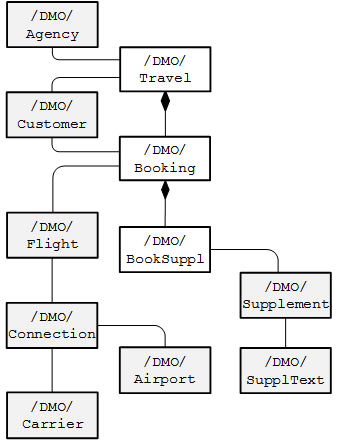 /DMO/
Agency
/DMO/
Travel
/DMO/
Customer
/DMO/
Booking
/DMO/
Flight
/DMO/
BookSuppl
/DMO/
Supplement
/DMO/
Connection
/DMO/
Airport
/DMO/
SupplText
/DMO/
Carrier